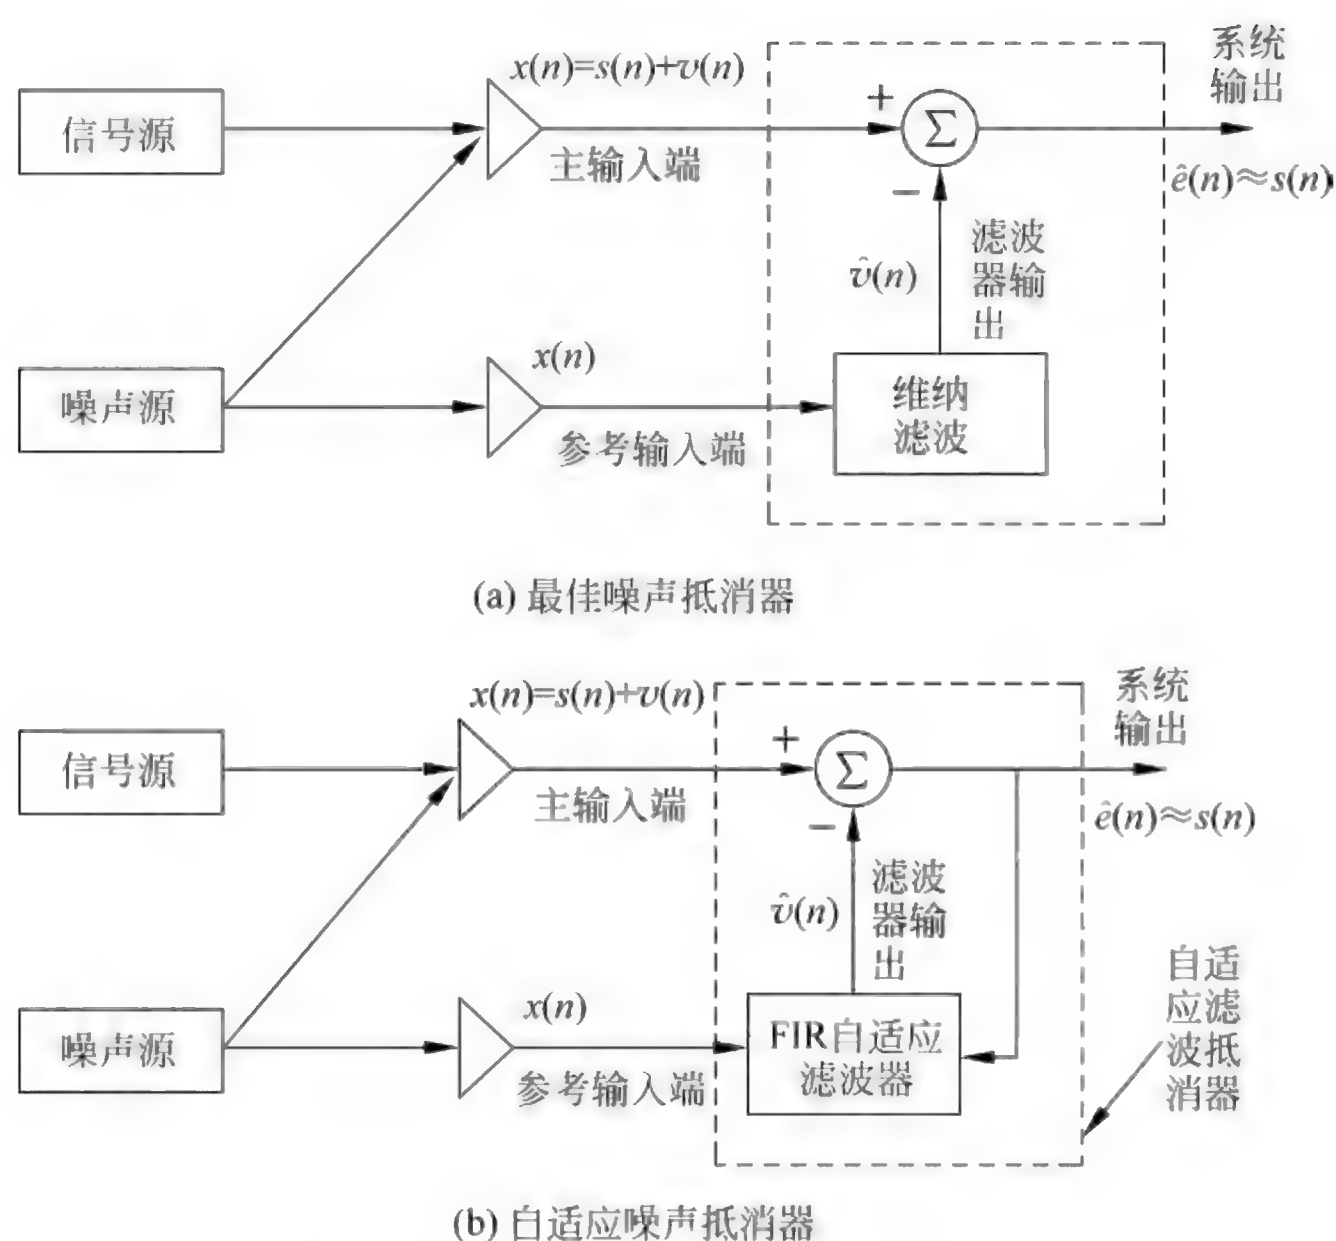 x(n)=s(n)+v(n)
系统
输出
信号源
+
Σ
主输入端
−
ê(n)≈s(n)
v̂(n)
滤波
器输
出
噪声源
x(n)
参考输入端
维纳
滤波
(a) 最佳噪声抵消器
x(n)=s(n)+v(n)
系统
输出
信号源
+
Σ
主输入端
−
ê(n)≈s(n)
v̂(n)
滤波
器输
出
噪声源
x(n)
参考输入端
FIR自适应
滤波器
自适
应滤
波抵
消器
(b) 自适应噪声抵消器